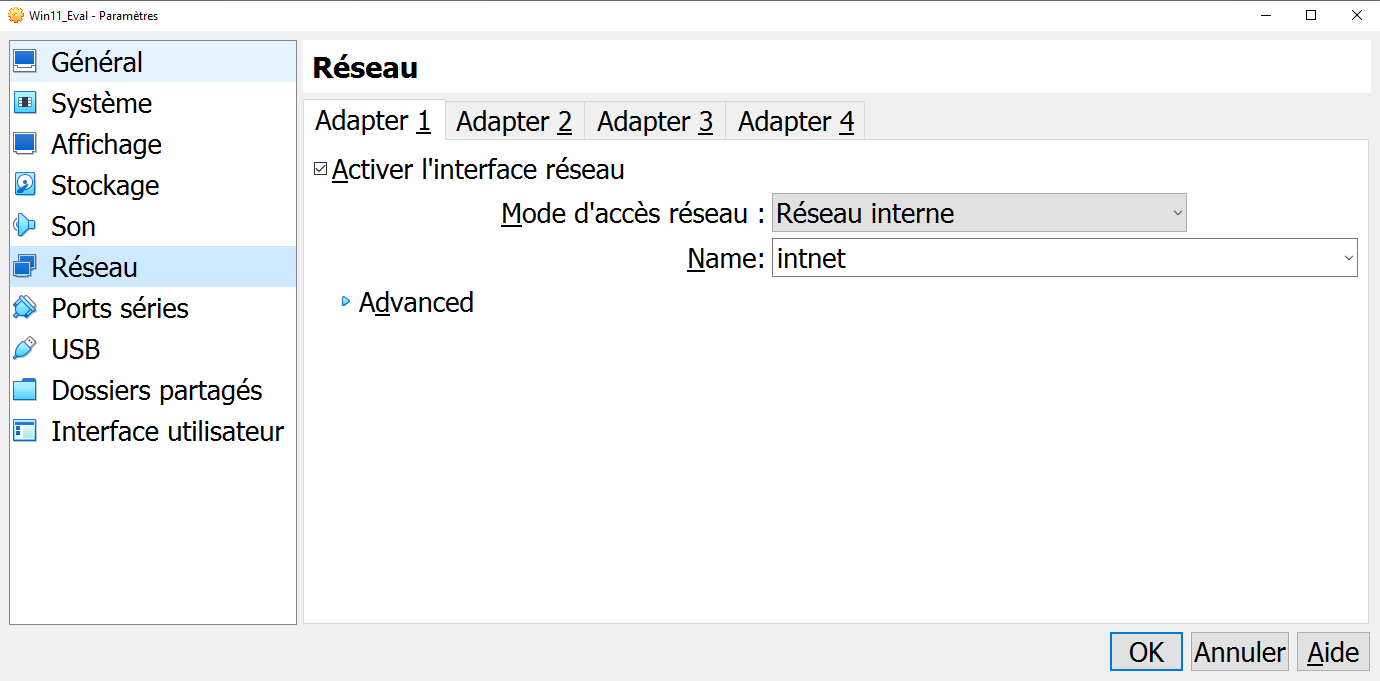 Win11_Eval - Paramètres
Général
Système
Affichage
Stockage
Son
Réseau
Ports séries
USB
Dossiers partagés
Interface utilisateur
Réseau
Adapter 1 Adapter 2 Adapter 3 Adapter 4
Activer l'interface réseau
Mode d'accès réseau : Réseau interne
Name: intnet
Advanced
OK Annuler Aide